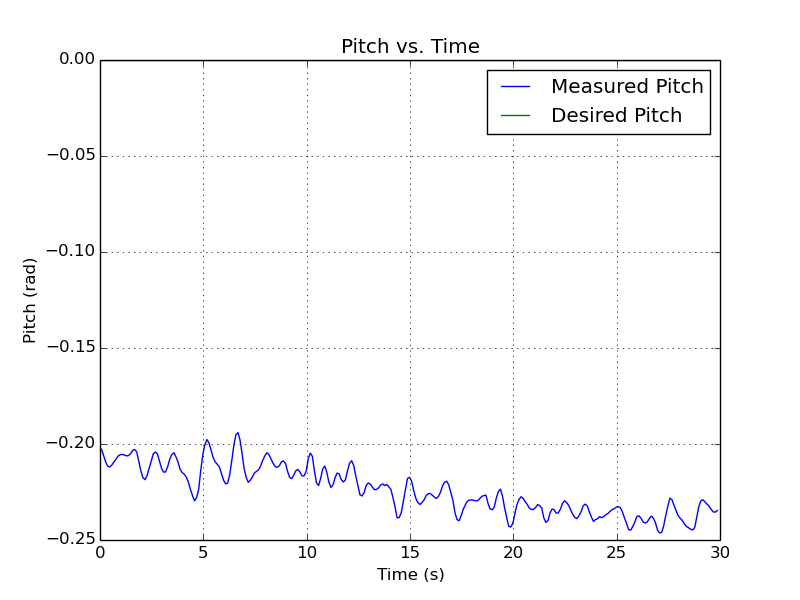 Pitch vs. Time
Measured Pitch
Desired Pitch
0.00
−0.05
−0.10
−0.15
−0.20
−0.25
Pitch (rad)
0 5 10 15 20 25 30
Time (s)